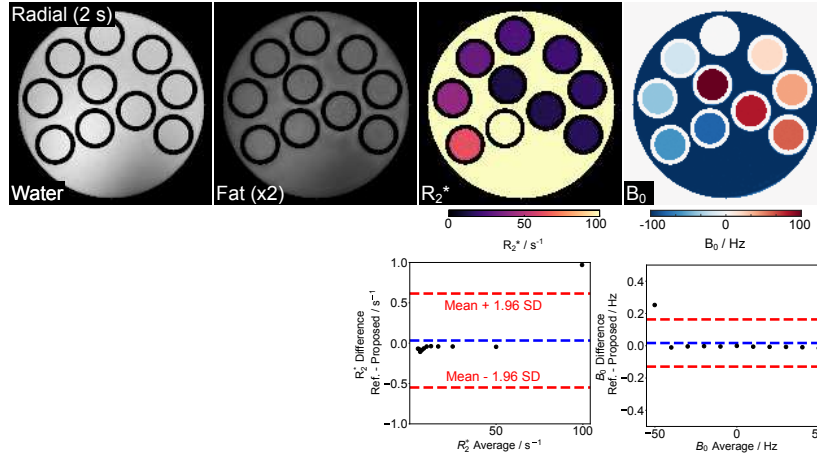 Radial (2 s)
Water
Fat (x2)
R2*
B0
0 50 100
R2* / s-1
-100 0 100
B0 / Hz
1.0
0.5
0.0
−0.5
−1.0
R2* Difference
Ref. - Proposed / s-1
Mean + 1.96 SD
Mean - 1.96 SD
50 100
R2* Average / s-1
0.4
0.2
0.0
−0.2
−0.4
B0 Difference
Ref. - Proposed / Hz
−50 0
B0 Average / Hz